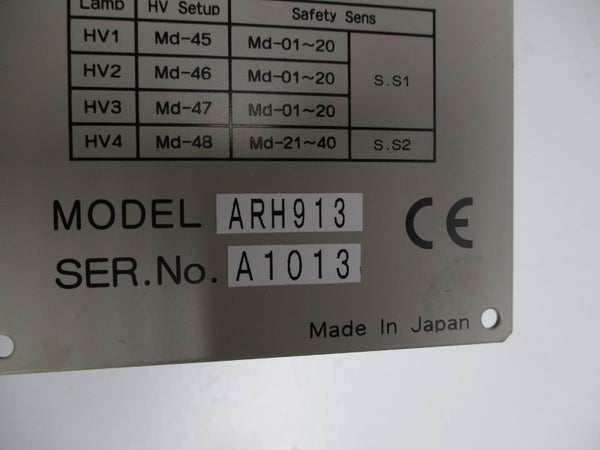 Lamp HV Setup Safety Sens
HV1 Md-45 Md-01~20
HV2 Md-46 Md-01~20 S.S1
HV3 Md-47 Md-01~20
HV4 Md-48 Md-21~40 S.S2
MODEL ARH913 CE
SER.No. A1013
Made In Japan